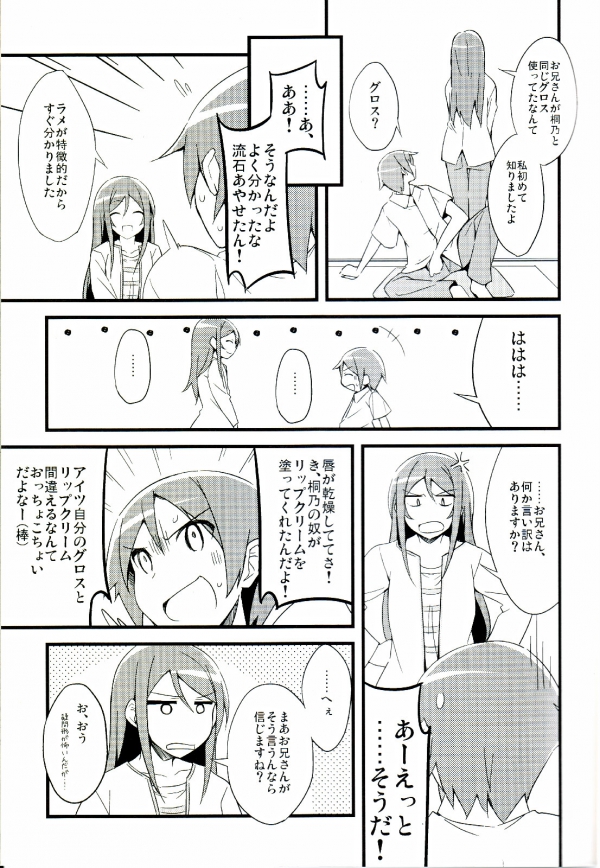 お兄さんが桐乃と
同じグロス
使ってたなんて
私初めて
知りましたよ
グロス?
……あ、
ああ!
そうなんだよ
よく分かったな
流石あやせたん!
ラメが特徴的だから
すぐ分かりました
ははは……
……
……
……お兄さん、
何か言い訳は
ありますか?
あーえっと
……そうだ!
唇が乾燥しててさ!
き、桐乃の奴が
リップクリームを
塗ってくれたんだよ!
アイツ自分のグロスと
リップクリーム
間違えるなんて
おっちょこちょい
だよなー(棒)
……へぇ
まあお兄さんが
そう言うんなら
信じますね?
お、おう
疑問形が怖いんだが…